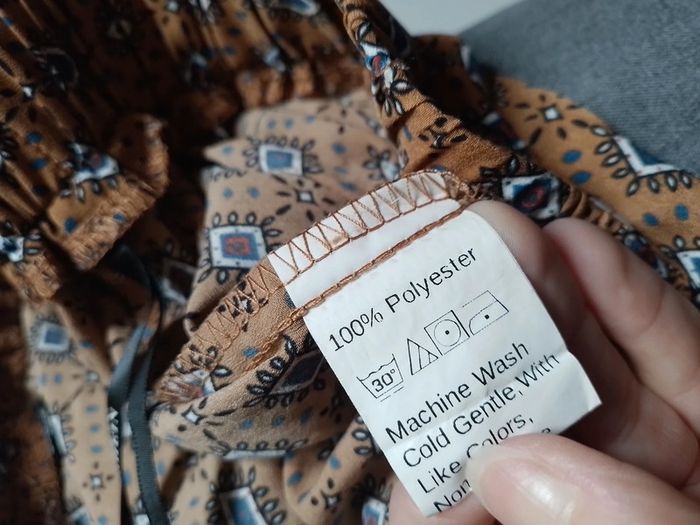 100% Polyester
30°
Machine Wash
Cold Gentle, With
Like Colors,